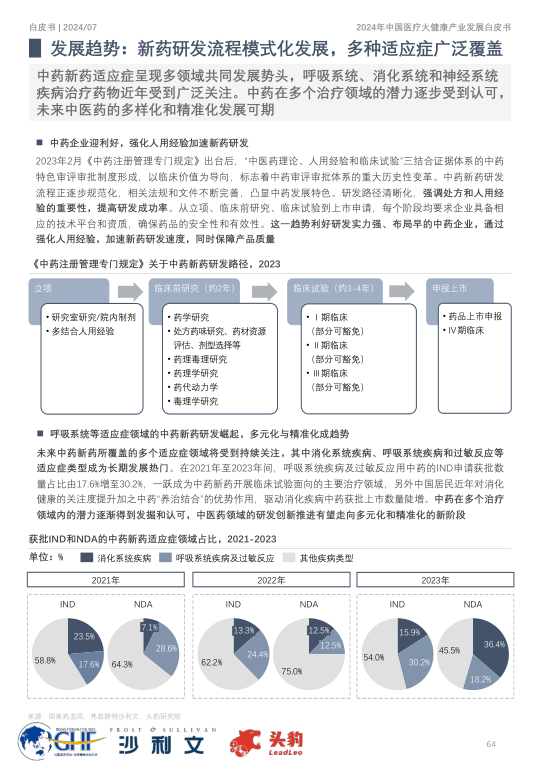 白皮书 | 2024/07
2024年中国医疗大健康产业发展白皮书
发展趋势：新药研发流程模式化发展，多种适应症广泛覆盖
中药新药适应症呈现多领域共同发展势头，呼吸系统、消化系统和神经系统
疾病治疗药物近年受到广泛关注。中药在多个治疗领域的潜力逐步受到认可，
未来中医药的多样化和精准化发展可期
■ 中药企业迎利好，强化人用经验加速新药研发
2023年2月《中药注册管理专门规定》出台后，“中医药理论、人用经验和临床试验”三结合证据体系的中药
特色审评审批制度形成，以临床价值为导向，标志着中药审评审批体系的重大历史性变革。中药新药研发
流程正逐步规范化，相关法规和文件不断完善，凸显中药发展特色。研发路径清晰化，强调处方和人用经
验的重要性，提高研发成功率。从立项、临床前研究、临床试验到上市申请，每个阶段均要求企业具备相
应的技术平台和资质，确保药品的安全性和有效性。这一趋势利好研发实力强、布局早的中药企业，通过
强化人用经验，加速新药研发速度，同时保障产品质量
《中药注册管理专门规定》关于中药新药研发路径，2023
立项
• 研究室研究/院内制剂
• 多结合人用经验
临床前研究（约2年）
• 药学研究
• 处方药味研究、药材资源
评估、剂型选择等
• 药理毒理研究
• 药理学研究
• 药代动力学
• 毒理学研究
临床试验（约3-4年）
• Ⅰ期临床
（部分可豁免）
• Ⅱ期临床
（部分可豁免）
• Ⅲ期临床
（部分可豁免）
申报上市
• 药品上市申报
• Ⅳ期临床
■ 呼吸系统等适应症领域的中药新药研发崛起，多元化与精准化成趋势
未来中药新药所覆盖的多个适应症领域将受到持续关注，其中消化系统疾病、呼吸系统疾病和过敏反应等
适应症类型成为长期发展热门。在2021年至2023年间，呼吸系统疾病及过敏反应用中药的IND申请获批数
量占比由17.6%增至30.2%，一跃成为中药新药开展临床试验面向的主要治疗领域，另外中国居民近年对消化
健康的关注度提升加之中药“养治结合”的优势作用，驱动消化疾病中药获批上市数量陡增。中药在多个治疗
领域内的潜力逐渐得到发掘和认可，中医药领域的研发创新推进有望走向多元化和精准化的新阶段
获批IND和NDA的中药新药适应症领域占比，2021-2023
单位：%
消化系统疾病
呼吸系统疾病及过敏反应
其他疾病类型
2021年
2022年
2023年
IND
23.5%
17.6%
58.8%
NDA
7.1%
28.6%
64.3%
IND
13.3%
24.4%
62.2%
NDA
12.5%
12.5%
75.0%
IND
15.9%
30.2%
54.0%
NDA
36.4%
18.2%
45.5%
来源：国家药监局，弗若斯特沙利文，头豹研究院
GHF
FROST & SULLIVAN
沙利文
头豹
LeadLeo
64